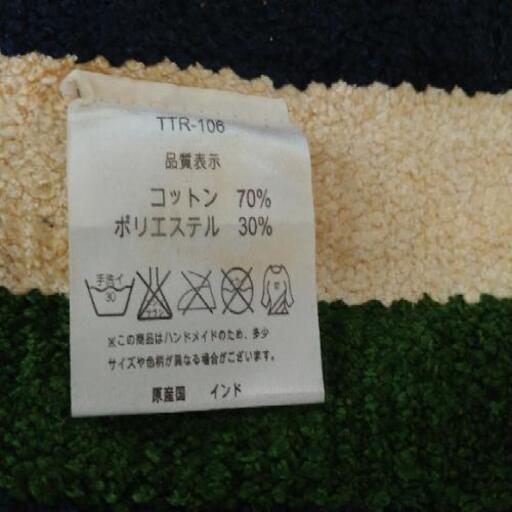 TTR-106
品質表示
コットン 70%
ポリエステル 30%
手洗イ
30
※この商品はハンドメイドのため、多少
サイズや色柄が異なる場合がございます。
原産国 インド